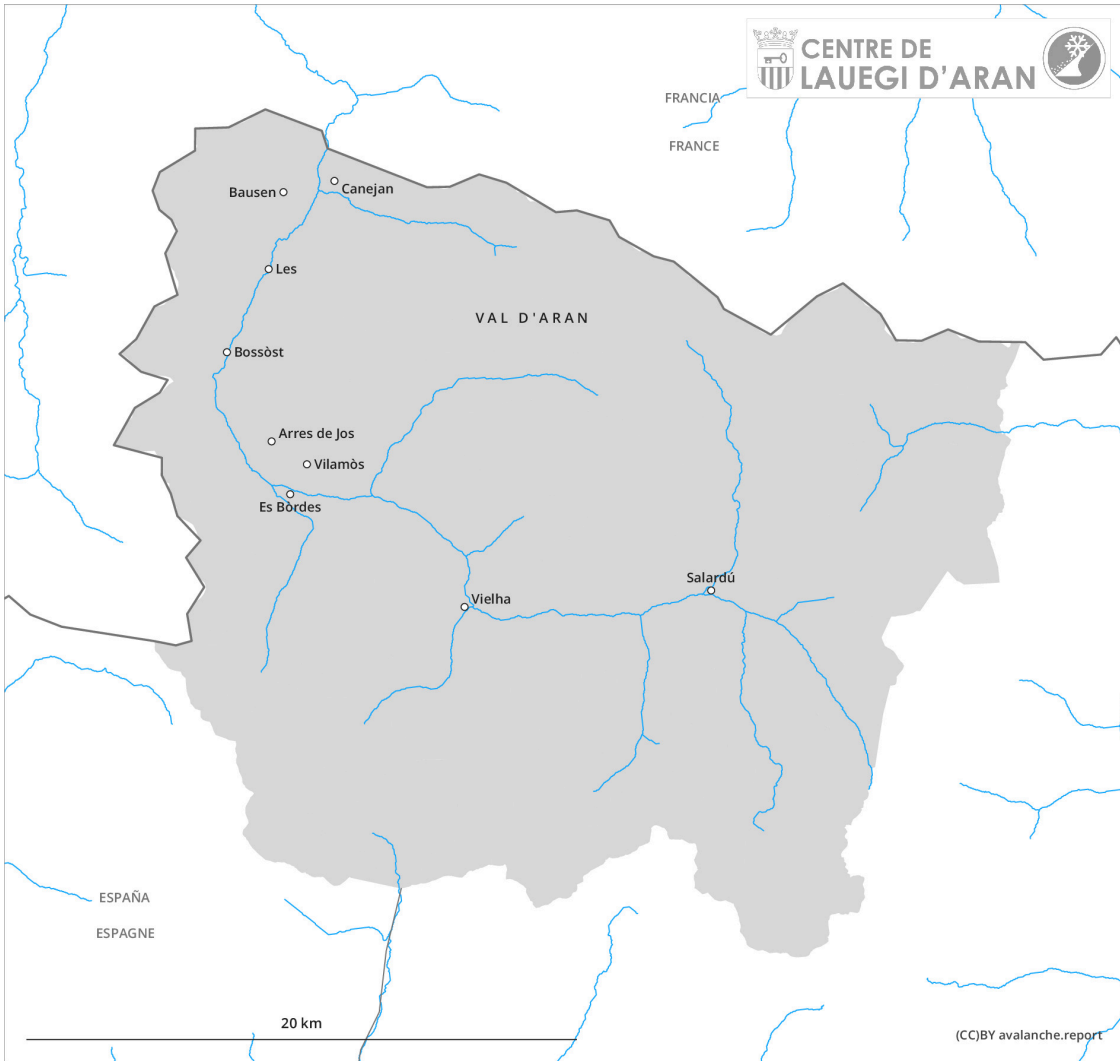 CENTRE DE
LAUEGI D'ARAN
FRANCIA
FRANCE
Bausen
Canejan
Les
VAL D'ARAN
Bossòst
Arres de Jos
Vilamòs
Es Bòrdes
Salardú
Vielha
ESPAÑA
ESPAGNE
20 km
(CC)BY avalanche.report